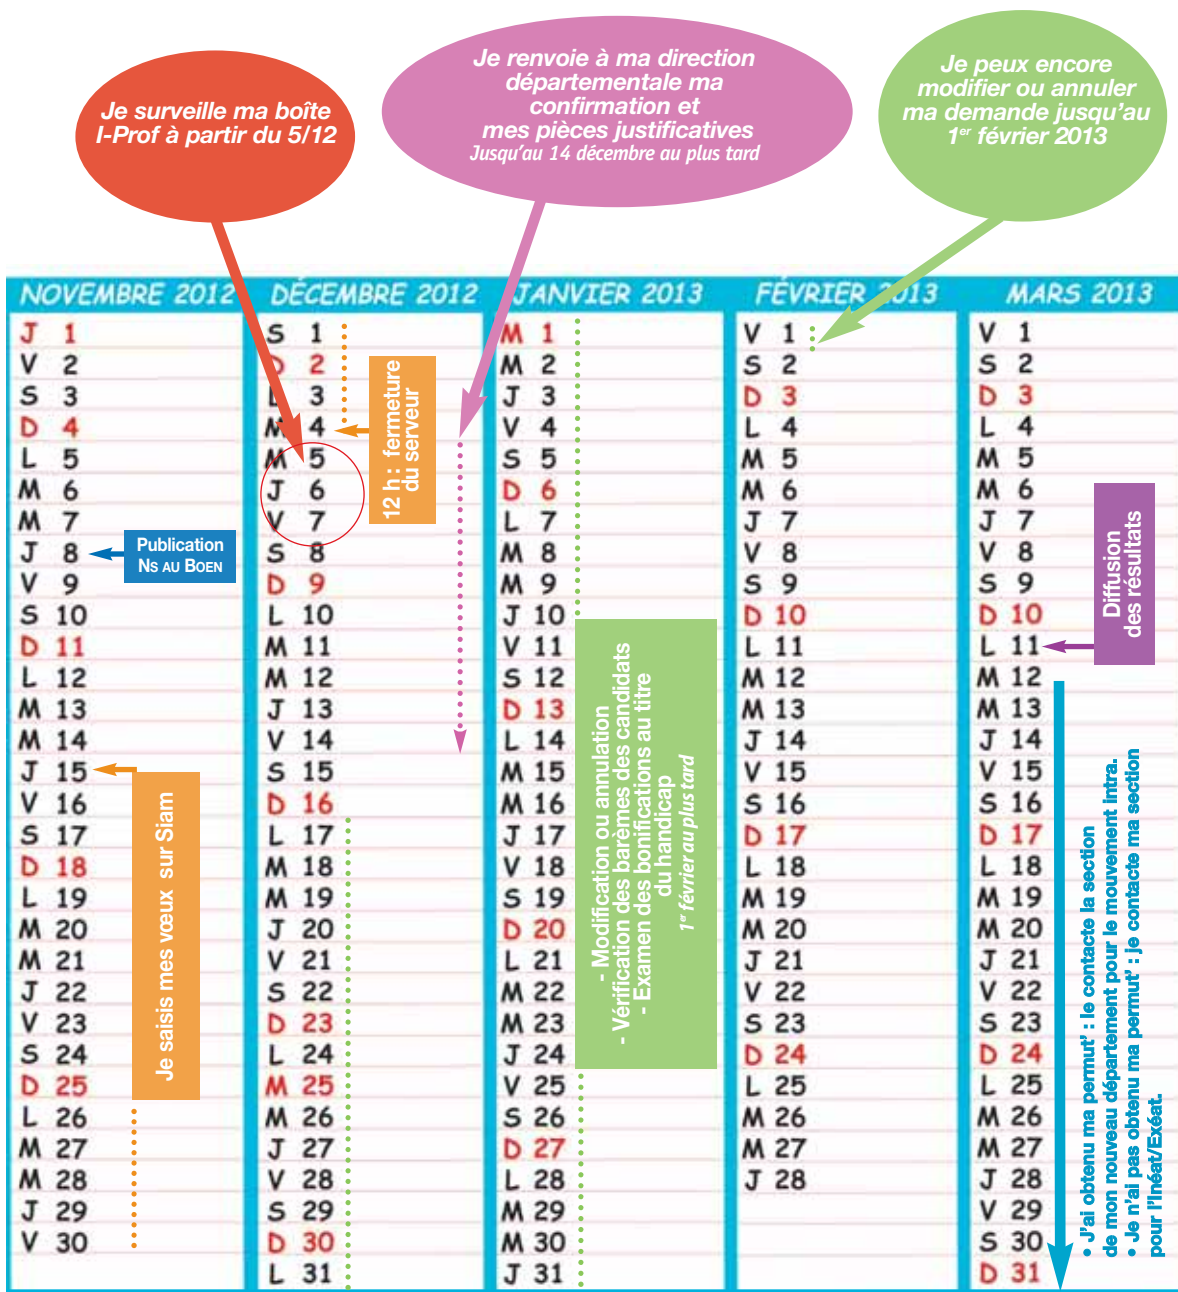 Je surveille ma boîte
I-Prof à partir du 5/12
Je renvoie à ma direction
départementale ma
confirmation et
mes pièces justificatives
Jusqu'au 14 décembre au plus tard
Je peux encore
modifier ou annuler
ma demande jusqu'au
1er février 2013
NOVEMBRE 2012
J 1
V 2
S 3
D 4
L 5
M 6
M 7
J 8
V 9
S 10
D 11
L 12
M 13
M 14
J 15
V 16
S 17
D 18
L 19
M 20
M 21
J 22
V 23
S 24
D 25
L 26
M 27
M 28
J 29
V 30
Publication
NS AU BOEN
Je saisis mes vœux sur Siam
DÉCEMBRE 2012
S 1
D 2
L 3
M 4
M 5
J 6
V 7
S 8
D 9
L 10
M 11
M 12
J 13
V 14
S 15
D 16
L 17
M 18
M 19
J 20
V 21
S 22
D 23
L 24
M 25
M 26
J 27
V 28
S 29
D 30
L 31
12 h : fermeture
du serveur
JANVIER 2013
M 1
M 2
J 3
V 4
S 5
D 6
L 7
M 8
M 9
J 10
V 11
S 12
D 13
L 14
M 15
M 16
J 17
V 18
S 19
D 20
L 21
M 22
M 23
J 24
V 25
S 26
D 27
L 28
M 29
M 30
J 31
- Modification ou annulation
- Vérification des barèmes des candidats
- Examen des bonifications au titre
du handicap
1er février au plus tard
FÉVRIER 2013
V 1
S 2
D 3
L 4
M 5
M 6
J 7
V 8
S 9
D 10
L 11
M 12
M 13
J 14
V 15
S 16
D 17
L 18
M 19
M 20
J 21
V 22
S 23
D 24
L 25
M 26
M 27
J 28
MARS 2013
V 1
S 2
D 3
L 4
M 5
M 6
J 7
V 8
S 9
D 10
L 11
M 12
M 13
J 14
V 15
S 16
D 17
L 18
M 19
M 20
J 21
V 22
S 23
D 24
L 25
M 26
M 27
J 28
V 29
S 30
D 31
Diffusion
des résultats
• J'ai obtenu ma permut' : le contacte la section
de mon nouveau département pour le mouvement intra.
• Je n'ai pas obtenu ma permut' : je contacte ma section
pour l'Inéat/Exéat.